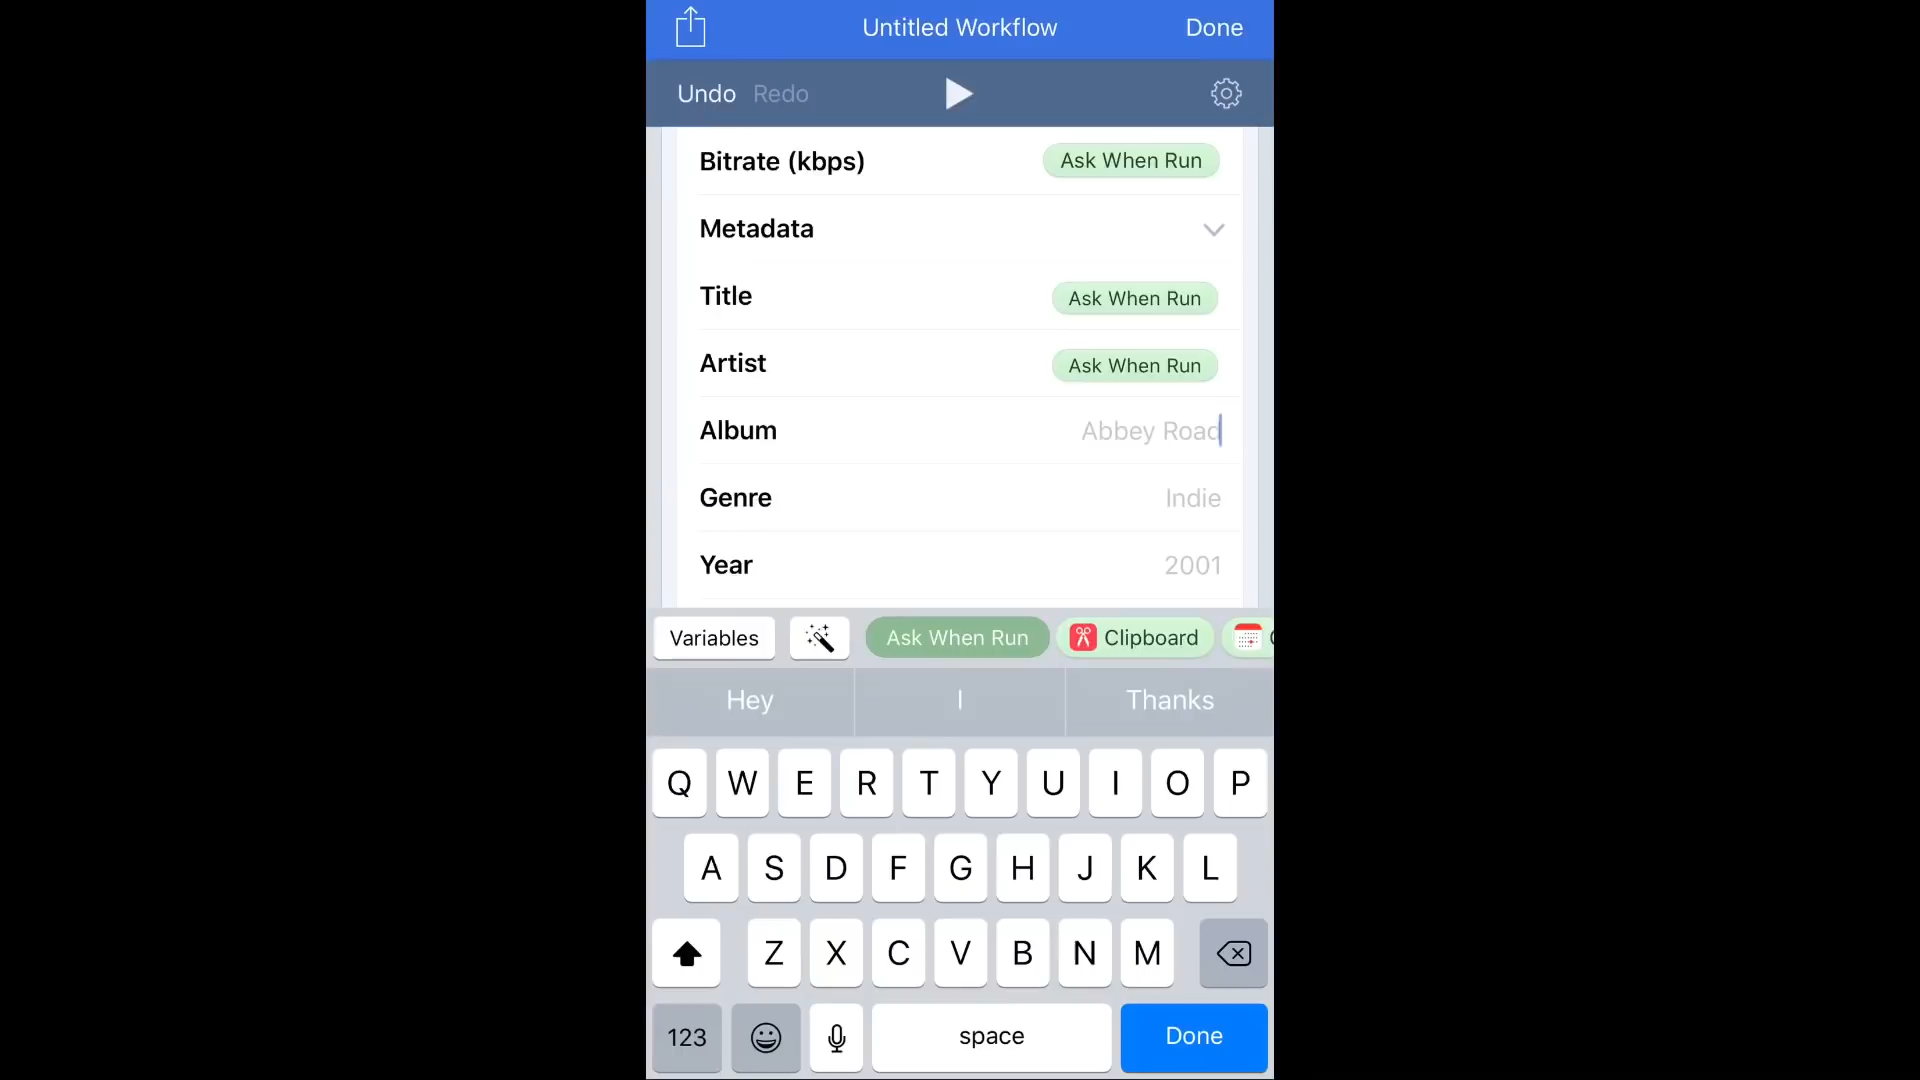 Untitled Workflow Done
Undo Redo
Bitrate (kbps) Ask When Run
Metadata
Title Ask When Run
Artist Ask When Run
Album Abbey Road
Genre Indie
Year 2001
Variables Ask When Run Clipboard
Hey I Thanks
Q W E R T Y U I O P
A S D F G H J K L
Z X C V B N M
123 space Done